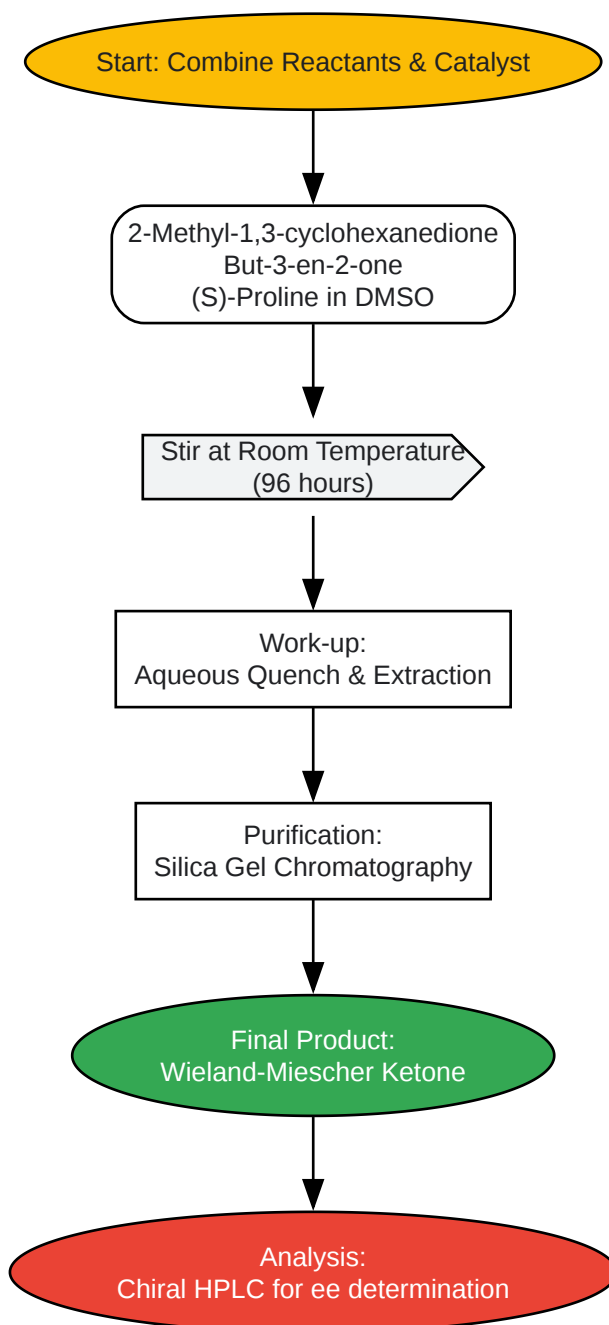 Start: Combine Reactants & Catalyst
2-Methyl-1,3-cyclohexanedione
But-3-en-2-one
(S)-Proline in DMSO
Stir at Room Temperature
(96 hours)
Work-up:
Aqueous Quench & Extraction
Purification:
Silica Gel Chromatography
Final Product:
Wieland-Miescher Ketone
Analysis:
Chiral HPLC for ee determination